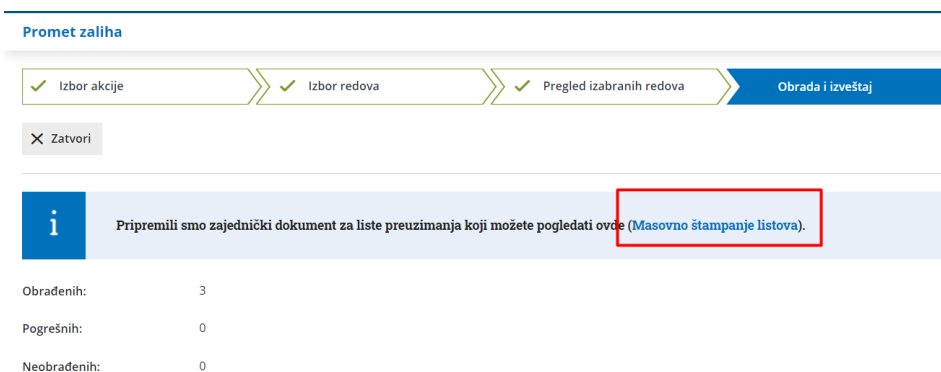 Promet zaliha
Izbor akcije
Izbor redova
Pregled izabranih redova
Obrada i izveštaj
Zatvori
i
Pripremili smo zajednički dokument za liste preuzimanja koji možete pogledati ovde (Masovno štampanje listova).
Obrađenih: 3
Pogrešnih: 0
Neobrađenih: 0